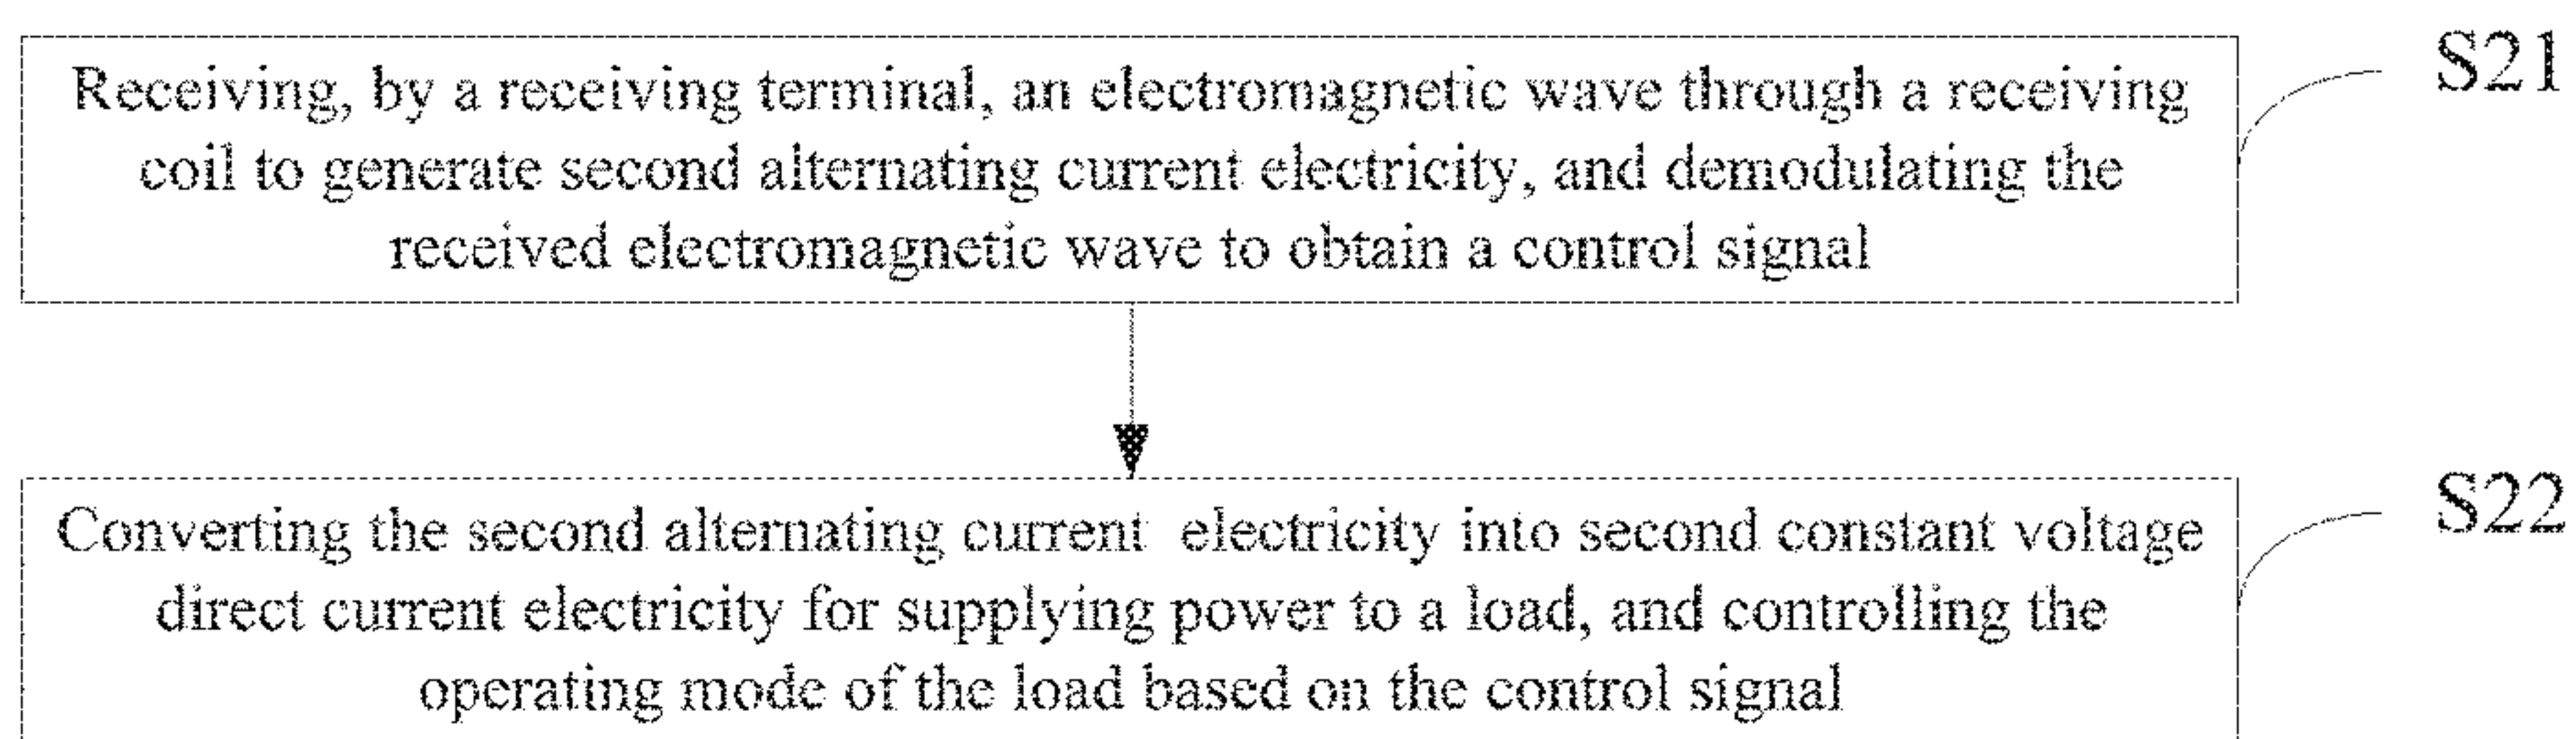 Receiving, by a receiving terminal, an electromagnetic wave through a receiving
coil to generate second alternating current electricity, and demodulating the
received electromagnetic wave to obtain a control signal
S21
Converting the second alternating current electricity into second constant voltage
direct current electricity for supplying power to a load, and controlling the
operating mode of the load based on the control signal
S22